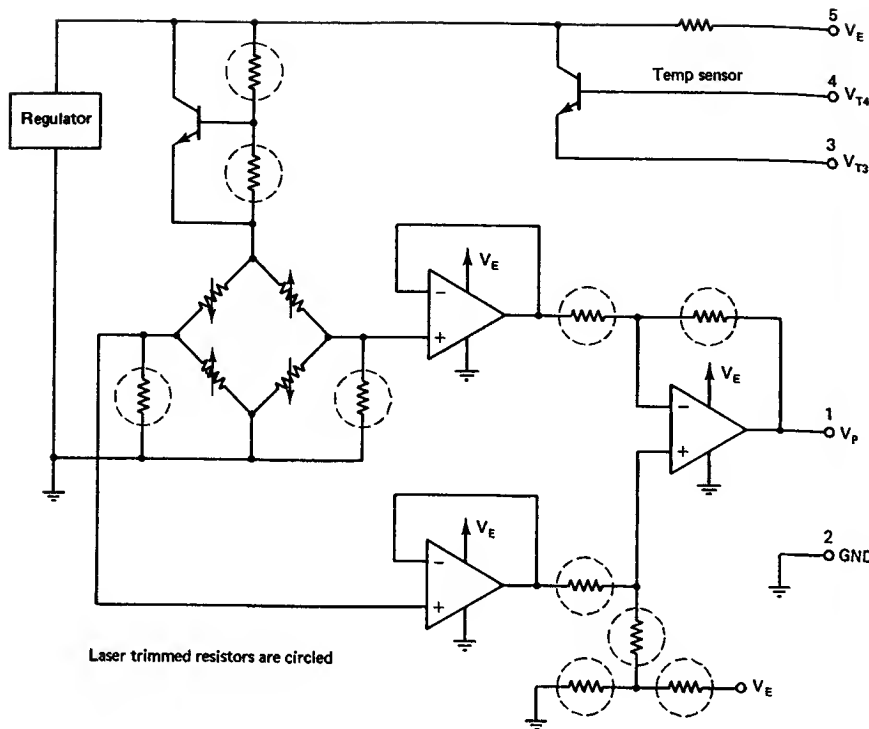 5
V_E
Temp sensor
4
V_T4
Regulator
3
V_T3
V_E
−
+
V_E
−
1
V_P
+
V_E
2
GND
−
+
Laser trimmed resistors are circled
V_E